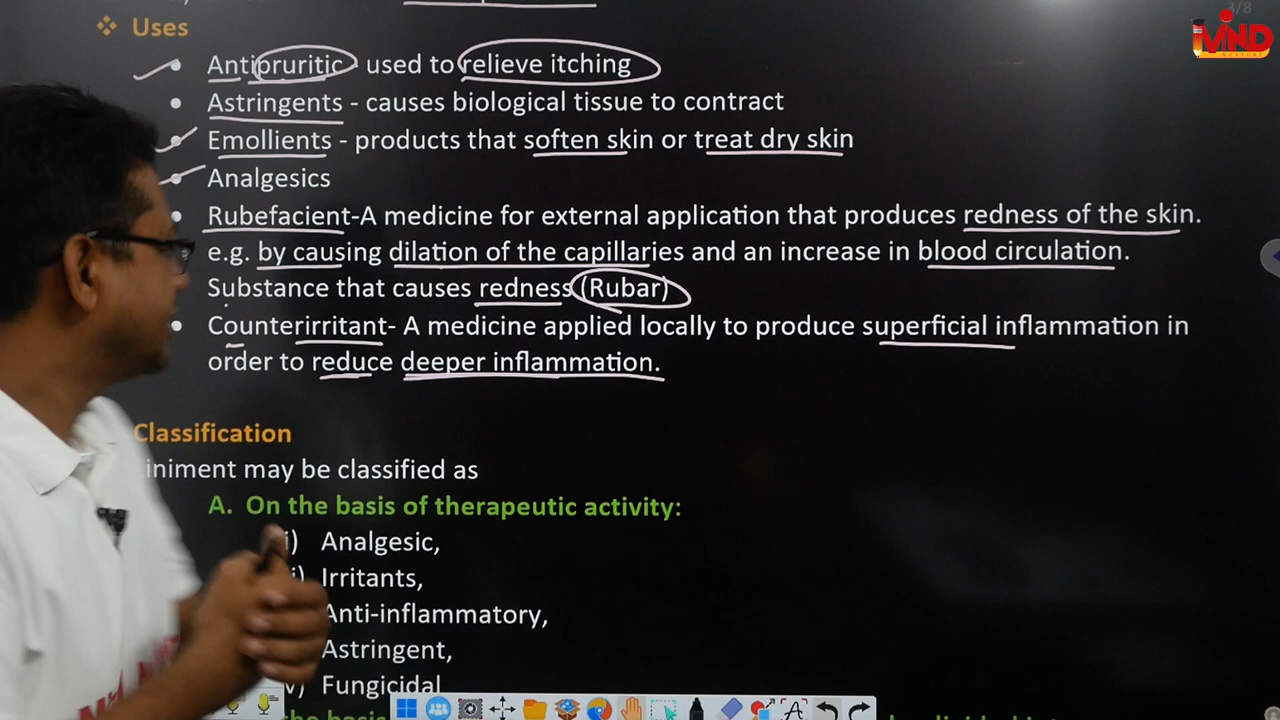 3/8
MIND
❖ Uses
• Antipruritic - used to relieve itching
• Astringents - causes biological tissue to contract
• Emollients - products that soften skin or treat dry skin
• Analgesics
• Rubefacient-A medicine for external application that produces redness of the skin.
e.g. by causing dilation of the capillaries and an increase in blood circulation.
Substance that causes redness (Rubar)
• Counterirritant- A medicine applied locally to produce superficial inflammation in
order to reduce deeper inflammation.
Classification
iniment may be classified as
A. On the basis of therapeutic activity:
i) Analgesic,
i) Irritants,
Anti-inflammatory,
Astringent,
v) Fungicidal